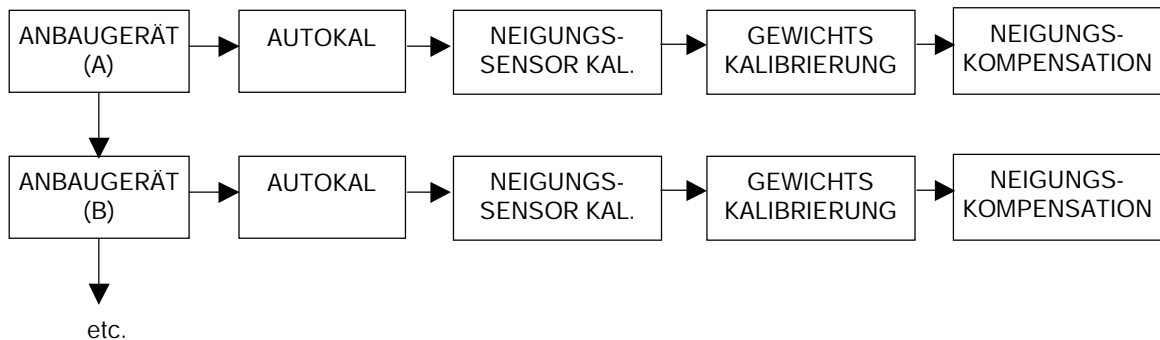 ANBAUGERÄT
(A)
AUTOKAL
NEIGUNGS-
SENSOR KAL.
GEWICHTS
KALIBRIERUNG
NEIGUNGS-
KOMPENSATION
ANBAUGERÄT
(B)
AUTOKAL
NEIGUNGS-
SENSOR KAL.
GEWICHTS
KALIBRIERUNG
NEIGUNGS-
KOMPENSATION
etc.